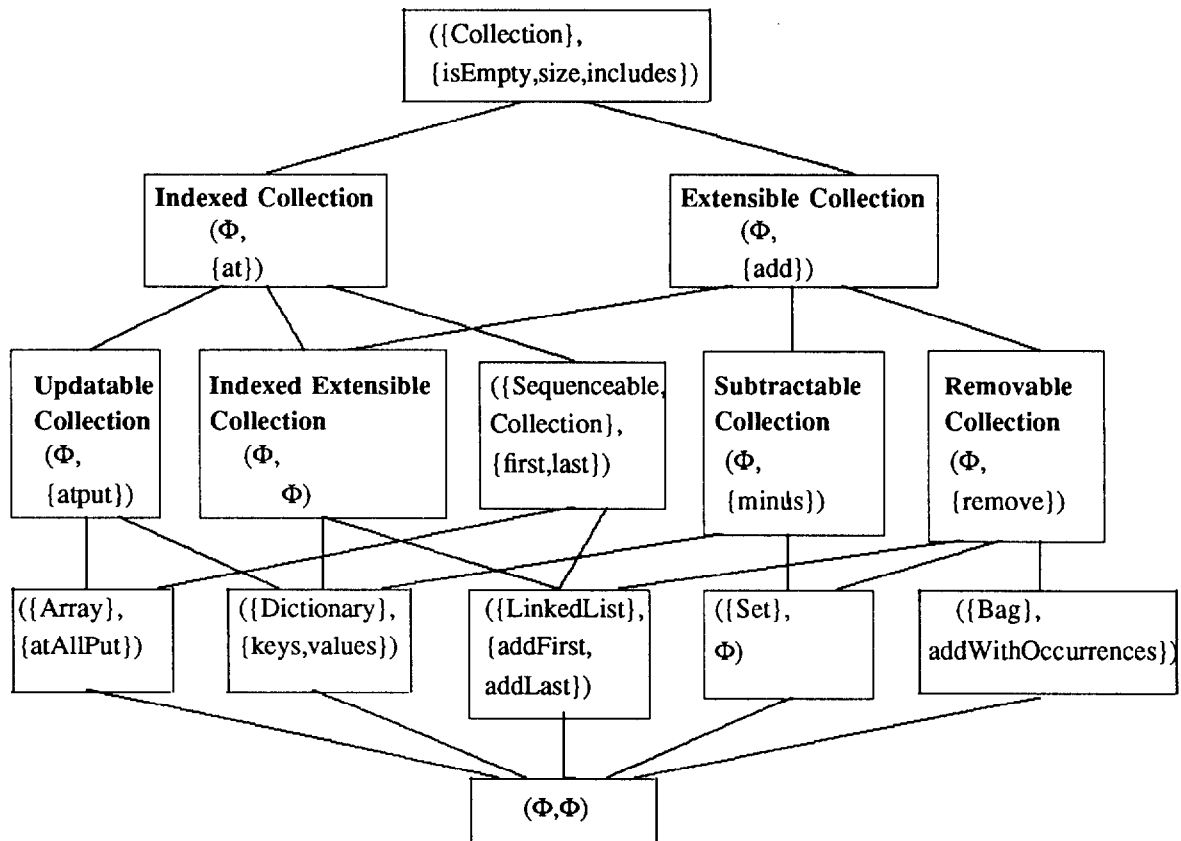 ({Collection},
{isEmpty,size,includes})
Indexed Collection
(Φ,
{at})
Extensible Collection
(Φ,
{add})
Updatable
Collection
(Φ,
{atput})
Indexed Extensible
Collection
(Φ,
Φ)
({Sequenceable,
Collection},
{first,last})
Subtractable
Collection
(Φ,
{minus})
Removable
Collection
(Φ,
{remove})
({Array},
{atAllPut})
({Dictionary},
{keys,values})
({LinkedList},
{addFirst,
addLast})
({Set},
Φ)
({Bag},
addWithOccurrences})
(Φ,Φ)